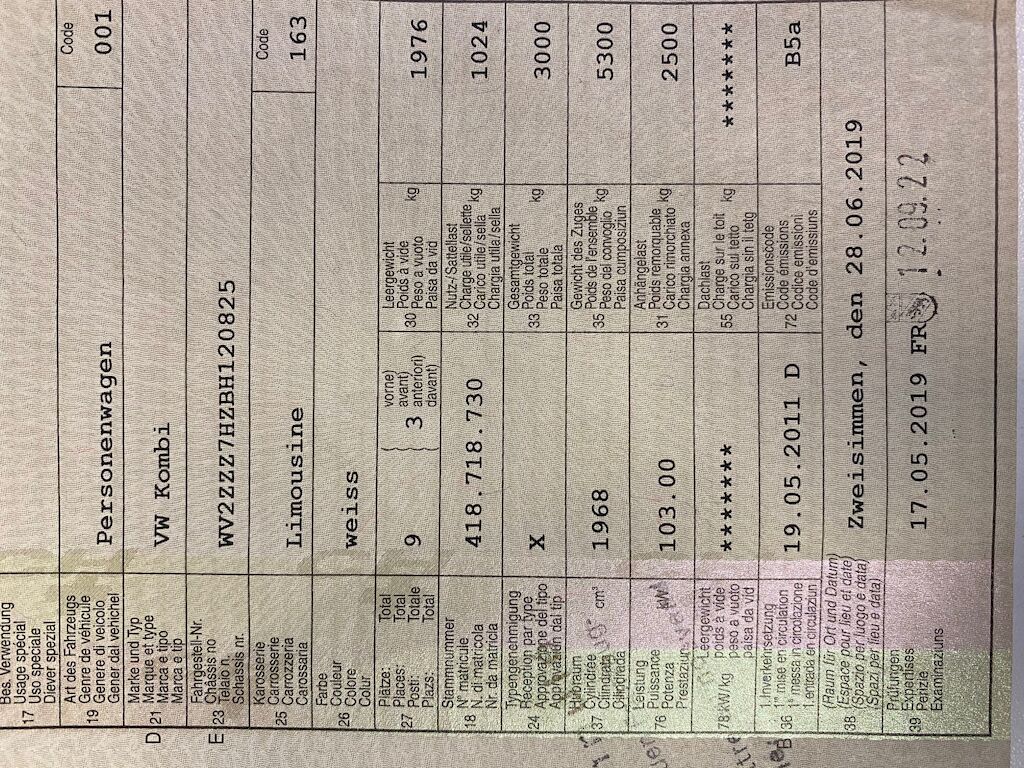 Bes. Verwendung
Usage spécial
17 Uso speciale
Diever spezial
Art des Fahrzeugs
Genre de véhicule
19 Genere di veicolo
Gener dal vehichel
Personenwagen
Code
001
Marke und Typ
D 21 Marque et type
Marca e tipo
Marca e tip
VW Kombi
Fahrgestell-Nr.
E 23 Châssis no
Telaio n.
Schassis nr.
WV2ZZZ7HZBH120825
Karosserie
25 Carrosserie
Carrozzeria
Carossaria
Limousine
Code
163
Farbe
26 Couleur
Colore
Colur
weiss
Plätze: Total
27 Places: Total
Posti: Totale
Plazs: Total
9
3
vorne)
avant)
anteriori)
davant)
30 Leergewicht
Poids à vide
Peso a vuoto
Paisa da vid
kg
1976
Stammnummer
18 N° matricule
N. di matricola
Nr. da matricla
418.718.730
32 Nutz-/Sattellast
Charge utile/sellette
Carico utile/sella
Chargia utila/sella
kg
1024
Typengenehmigung
24 Réception par type
Approvazione del tipo
Approvaziun dal tip
X
33 Gesamtgewicht
Poids total
Peso totale
Paisa totala
kg
3000
Hubraum
37 Cylindrée
Cilindrata
Cilindrada
cm³
1968
35 Gewicht des Zuges
Poids de l'ensemble
Peso del convoglio
Paisa cumposiziun
kg
5300
Leistung
76 Puissance
Potenza
Prestaziun
kW
103.00
31 Anhängelast
Poids remorquable
Carico rimorchiato
Chargia annexa
kg
2500
78 kW/kg Leergewicht
poids à vide
peso a vuoto
paisa da vid
*******
55 Dachlast
Charge sur le toit
Carico sul tetto
Chargia sin il tetg
kg
*******
1. Inverkehrsetzung
B 36 1re mise en circulation
1a messa in circolazione
1. entrada en circulaziun
19.05.2011 D
72 Emissionscode
Code émissions
Codice emissioni
Code d'emissiuns
B5a
(Raum für Ort und Datum)
38 (Espace pour lieu et date)
(Spazio per luogo e data)
(Spazi per lieu e data)
Zweisimmen, den 28.06.2019
Prüfungen
39 Expertises
Perizie
Examinaziuns
17.05.2019 FR
12.09.22